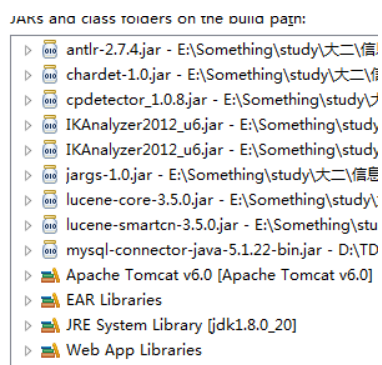 JARs and class folders on the build path:
antlr-2.7.4.jar - E:\Something\study\大二\信
chardet-1.0.jar - E:\Something\study\大二\信
cpdetector_1.0.8.jar - E:\Something\study\
IKAnalyzer2012_u6.jar - E:\Something\study
IKAnalyzer2012_u6.jar - E:\Something\study
jargs-1.0.jar - E:\Something\study\大二\信息
lucene-core-3.5.0.jar - E:\Something\study\
lucene-smartcn-3.5.0.jar - E:\Something\stu
mysql-connector-java-5.1.22-bin.jar - D:\TD
Apache Tomcat v6.0 [Apache Tomcat v6.0]
EAR Libraries
JRE System Library [jdk1.8.0_20]
Web App Libraries